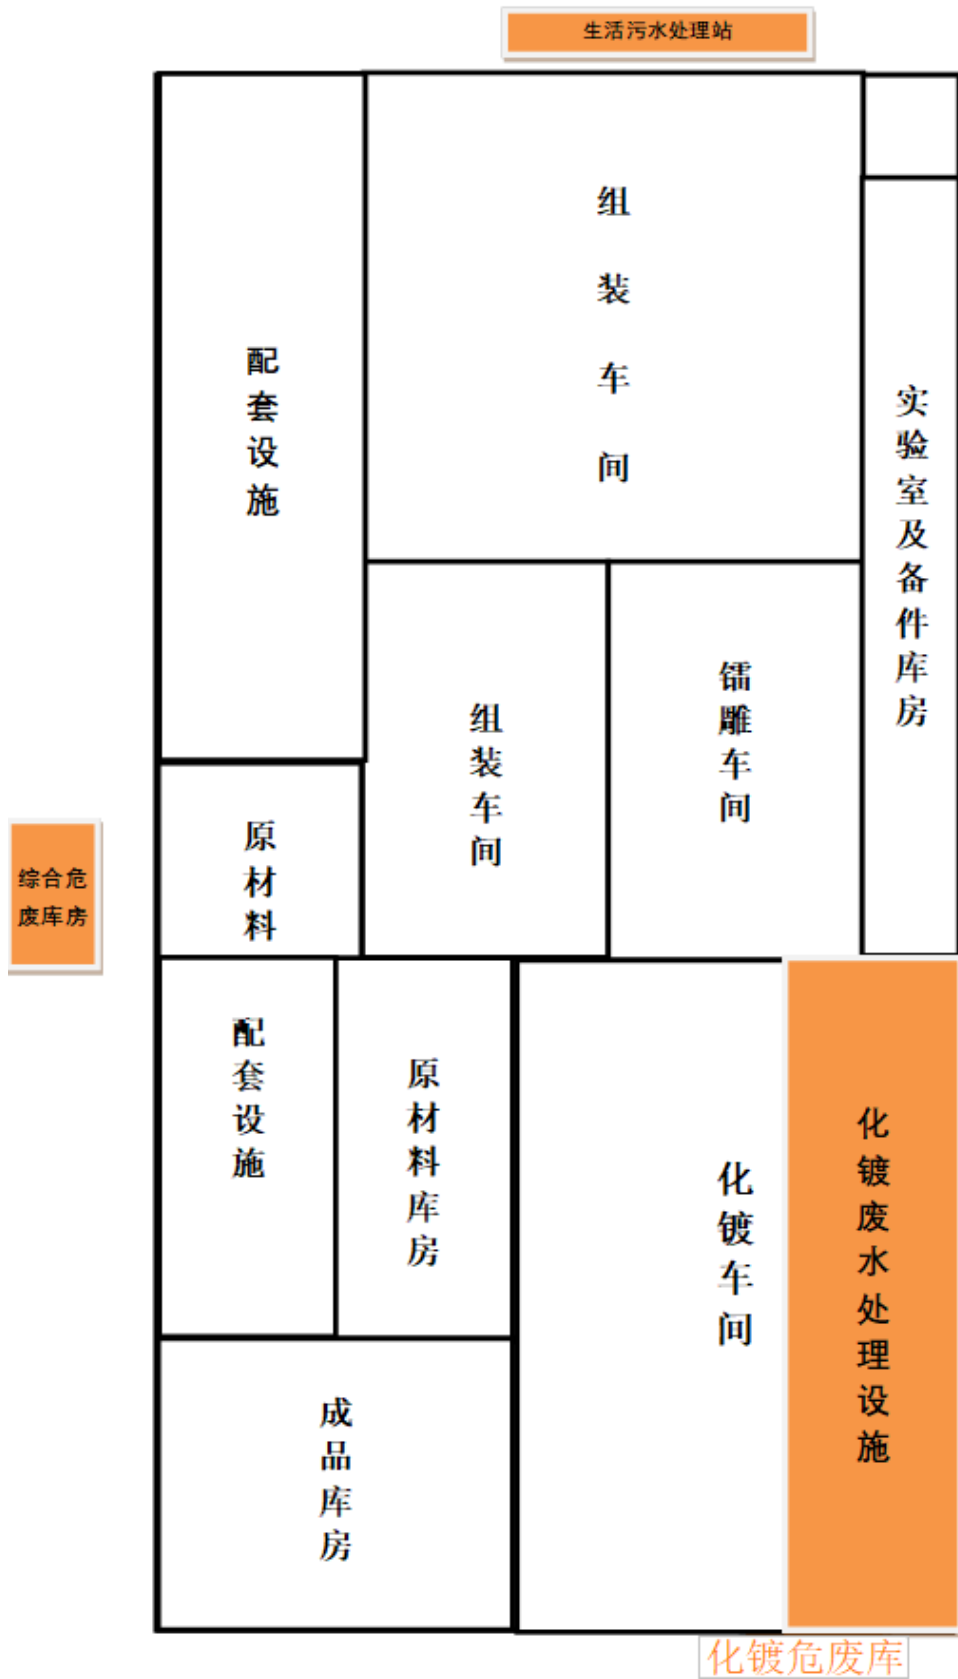 生活污水处理站
组装车间
配套设施
实验室及备件库房
组装车间
镭雕车间
原材料
综合危
废库房
配套设施
原材料库房
化镀车间
化镀废水处理设施
成品库房
化镀危废库